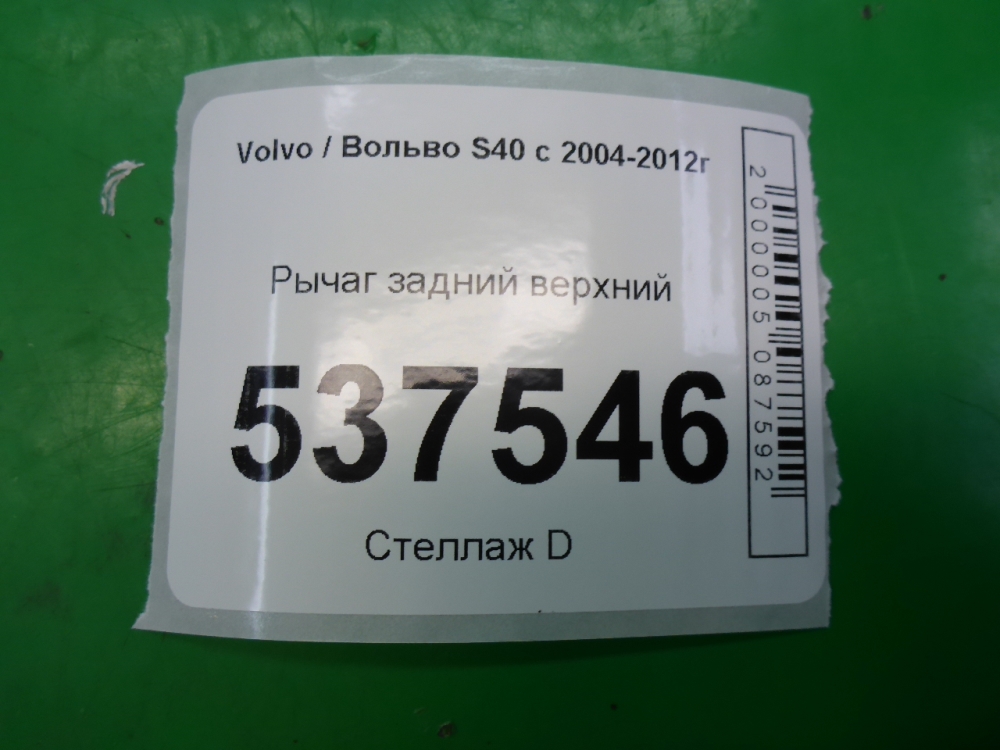 Volvo / Вольво S40 с 2004-2012г
Рычаг задний верхний
537546
Стеллаж D
2000005087592